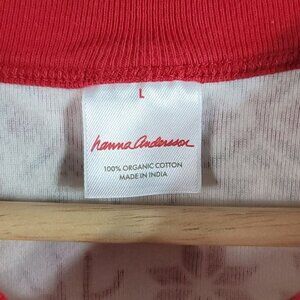 L
hanna andersson
100% ORGANIC COTTON
MADE IN INDIA